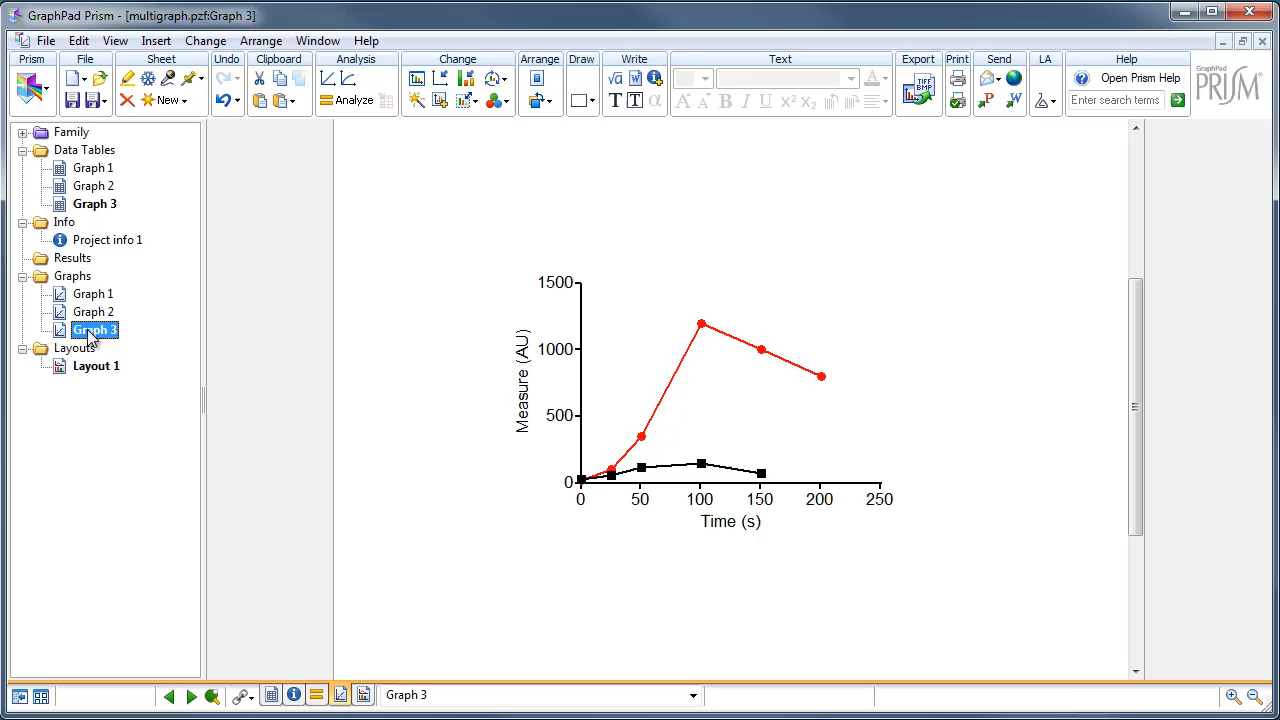 GraphPad Prism - [multigraph.pzf:Graph 3]
File Edit View Insert Change Arrange Window Help
Prism File Sheet Undo Clipboard Analysis Change Arrange Draw Write Text Export Print Send LA Help
New
Analyze
BMP
Open Prism Help
Enter search terms
GraphPad
PRISM
Family
Data Tables
Graph 1
Graph 2
Graph 3
Info
Project info 1
Results
Graphs
Graph 1
Graph 2
Graph 3
Layouts
Layout 1
1500
1000
500
0
Measure (AU)
0 50 100 150 200 250
Time (s)
Graph 3